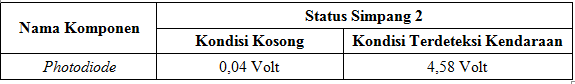 Nama Komponen
Status Simpang 2
Kondisi Kosong
Kondisi Terdeteksi Kendaraan
Photodiode
0,04 Volt
4,58 Volt